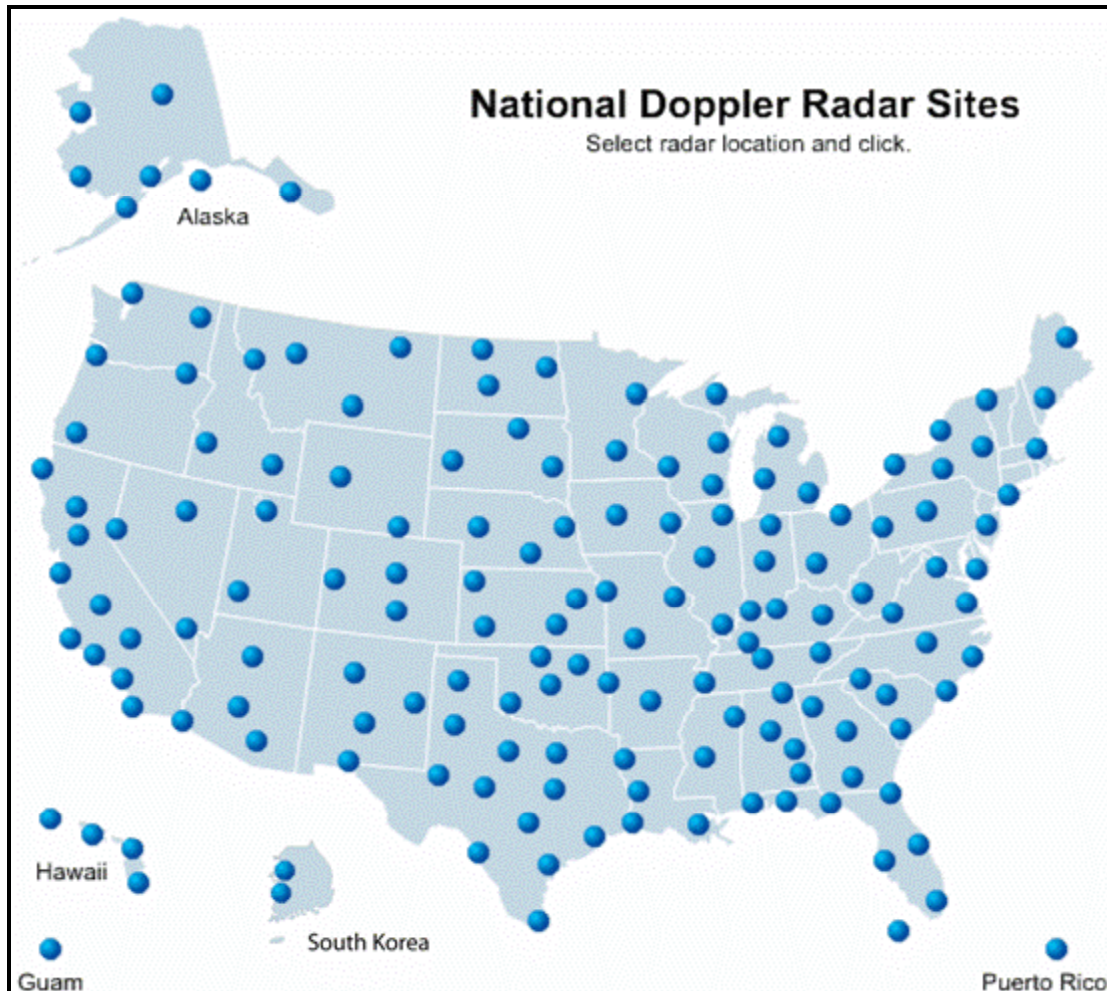 National Doppler Radar Sites
Select radar location and click.
Alaska
Hawaii
South Korea
Guam
Puerto Rico